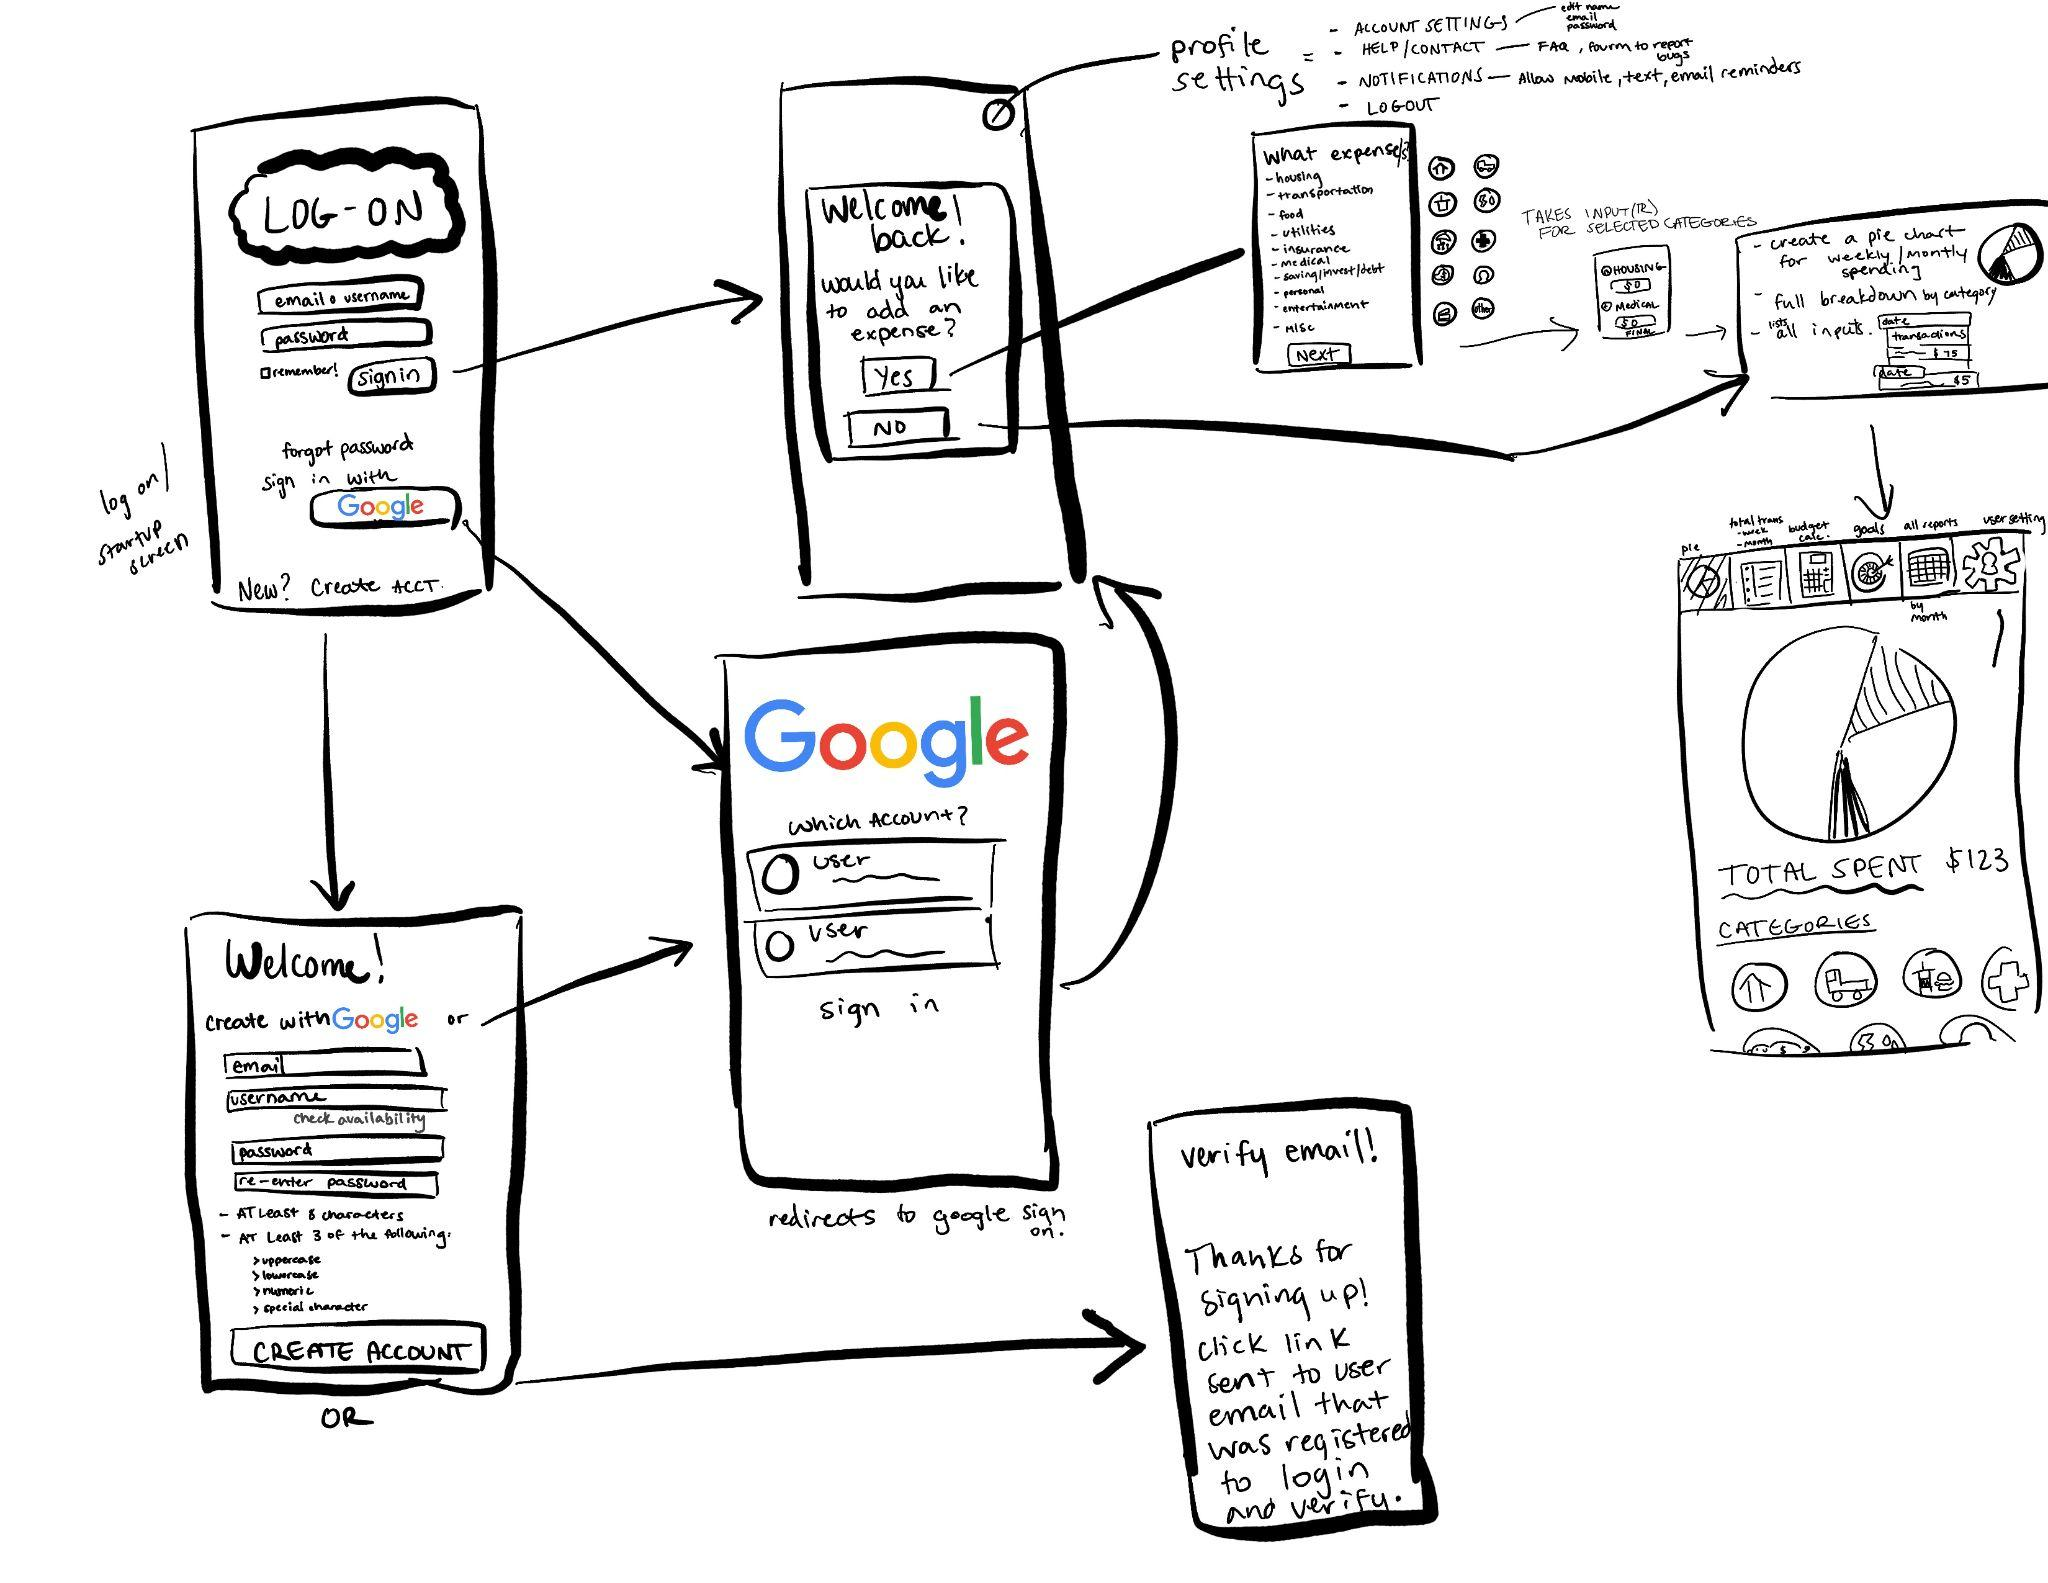 LOG-ON
email o username
password
remember!
sign in
forgot password
sign in with
Google
New? Create ACCT.
log on/
startup
screen
Welcome!
create with Google or
email
username
check availability
password
re-enter password
- AT Least 8 characters
- AT Least 3 of the following:
> uppercase
> lowercase
> numeric
> special character
CREATE ACCOUNT
OR
Welcome
back!
would you like
to add an
expense?
Yes
NO
Google
which Account?
user
user
sign in
redirects to google sign
on.
verify email!
Thanks for
signing up!
click link
sent to user
email that
was registered
to login
and verify.
profile
settings =
- ACCOUNT SETTINGS
edit name
email
password
- HELP/CONTACT — FAQ, fourm to report
bugs
- NOTIFICATIONS — Allow Mobile, text, email reminders
- LOGOUT
What expense/s?
- housing
- transportation
- food
- utilities
- insurance
- medical
- saving/invest/debt
- personal
- entertainment
- MISC
Next
other
TAKES INPUT(IR)
FOR SELECTED CATEGORIES
HOUSING
$0
MEDICAL
$0
FINAL
- create a pie chart
for weekly/montly
spending
- full breakdown by category
- lists all inputs.
date
transactions
$75
date
$5
pie
total trans
- week
- month
budget
calc.
goals
all reports
user setting
by
month
TOTAL SPENT $123
CATEGORIES